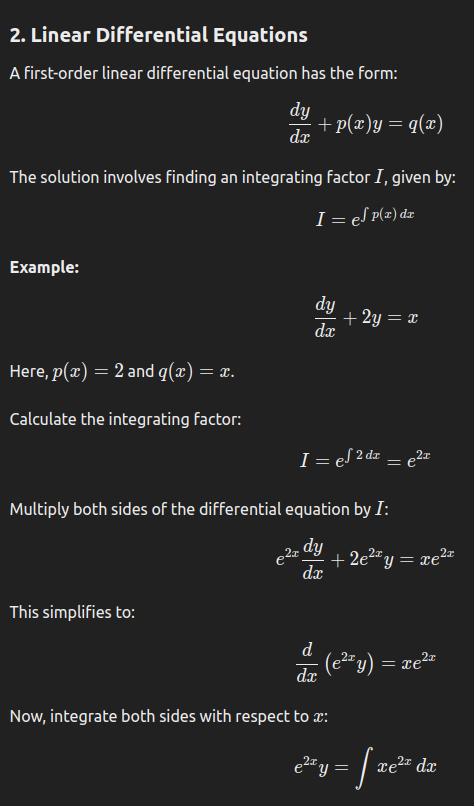 2. Linear Differential Equations
A first-order linear differential equation has the form:
$\frac{dy}{dx} + p(x)y = q(x)$
The solution involves finding an integrating factor $I$, given by:
$I = e^{\int p(x)\,dx}$
Example:
$\frac{dy}{dx} + 2y = x$
Here, $p(x) = 2$ and $q(x) = x$.
Calculate the integrating factor:
$I = e^{\int 2\,dx} = e^{2x}$
Multiply both sides of the differential equation by $I$:
$e^{2x}\frac{dy}{dx} + 2e^{2x}y = xe^{2x}$
This simplifies to:
$\frac{d}{dx}\left(e^{2x}y\right) = xe^{2x}$
Now, integrate both sides with respect to $x$:
$e^{2x}y = \int xe^{2x}\,dx$